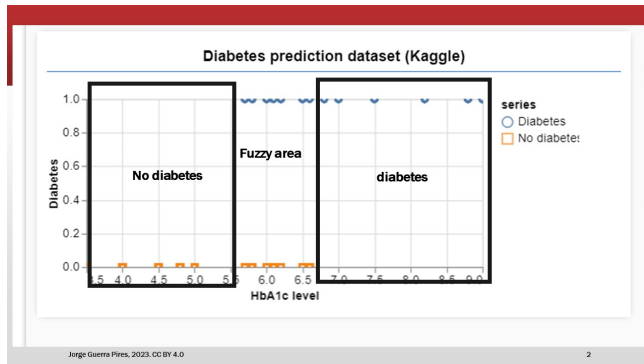 Diabetes prediction dataset (Kaggle)
series
Diabetes
No diabetes
1.0
0.8
0.6
0.4
0.2
0.0
Diabetes
No diabetes
Fuzzy area
diabetes
4.0 4.5 5.0 6.0 6.5 7.0 7.5 8.0 8.5 9.0
HbA1c level
Jorge Guerra Pires, 2023. CC BY 4.0
2